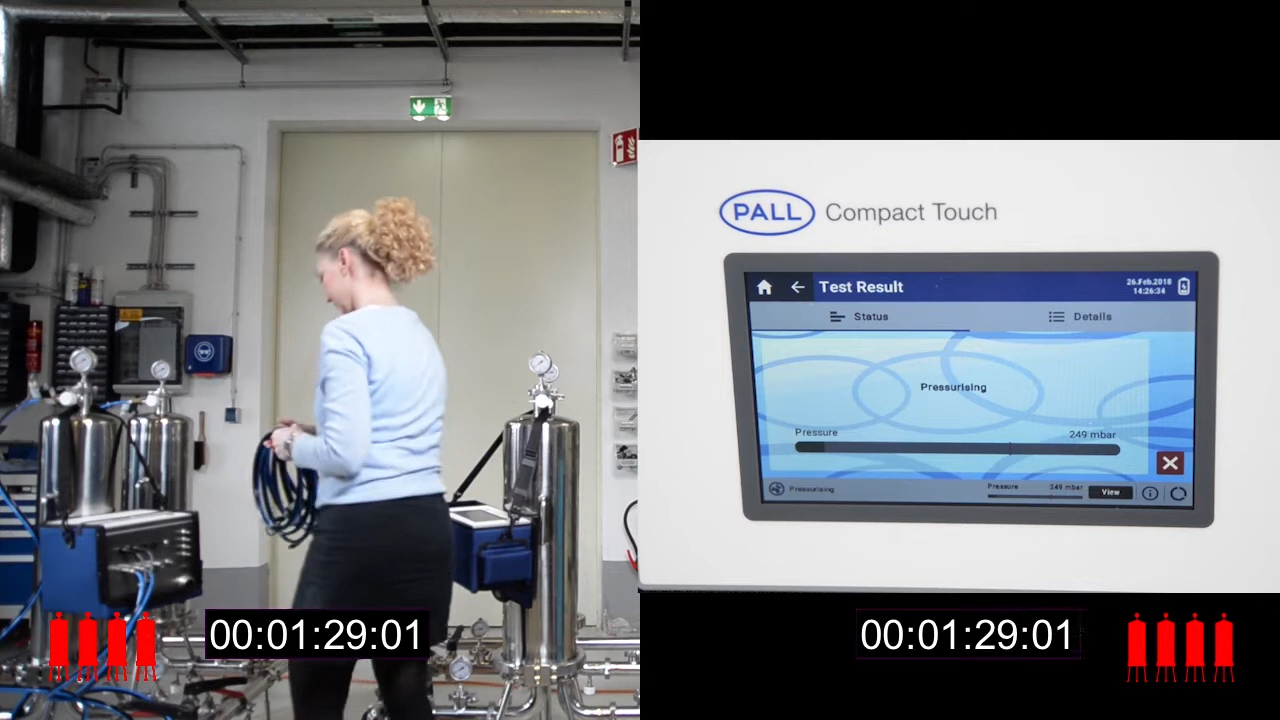 PALL Compact Touch
Test Result
26.Feb.2018
14:26:34
Status
Details
Pressurising
Pressure
249 mbar
Pressurising
Pressure
249 mbar
View
00:01:29:01
00:01:29:01